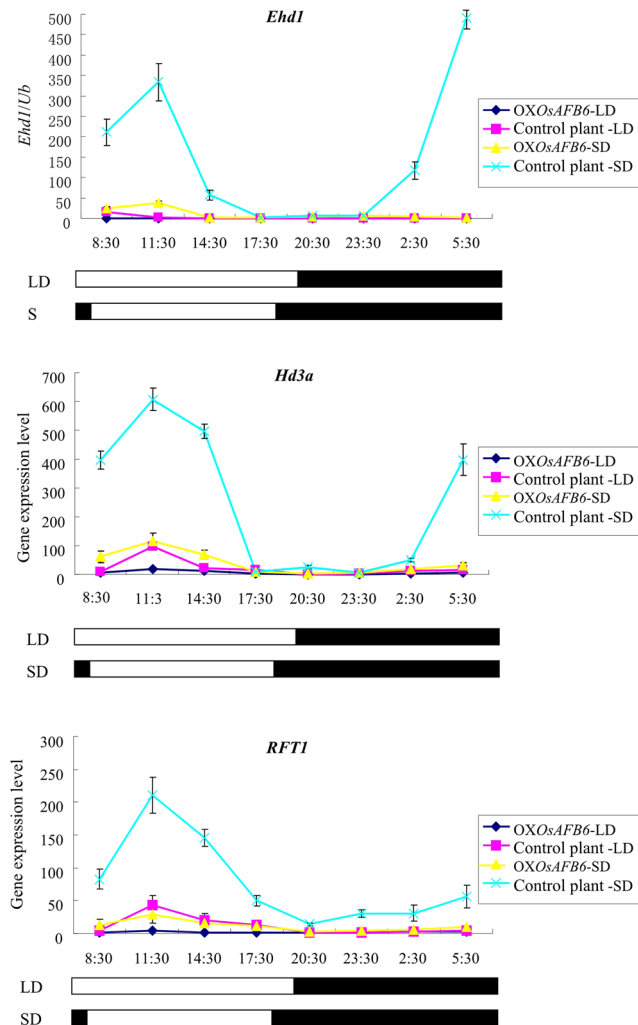 Ehd1
500
450
400
350
300
250
200
150
100
50
0
Ehd1/Ub
8:30 11:30 14:30 17:30 20:30 23:30 2:30 5:30
OXOsAFB6-LD
Control plant -LD
OXOsAFB6-SD
Control plant -SD
LD
S
Hd3a
700
600
500
400
300
200
100
0
Gene expression level
8:30 11:3 14:30 17:30 20:30 23:30 2:30 5:30
OXOsAFB6-LD
Control plant -LD
OXOsAFB6-SD
Control plant -SD
LD
SD
RFT1
300
250
200
150
100
50
0
Gene expression level
8:30 11:30 14:30 17:30 20:30 23:30 2:30 5:30
OXOsAFB6-LD
Control plant -LD
OXOsAFB6-SD
Control plant -SD
LD
SD